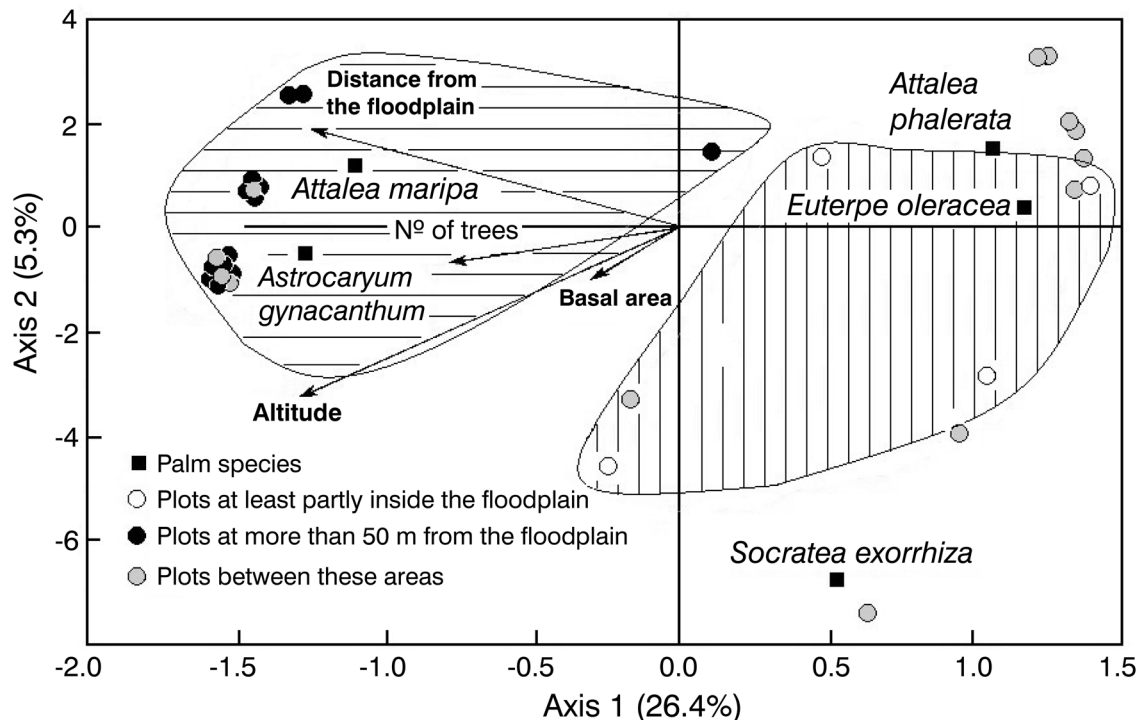 4
2
0
-2
-4
-6
Axis 2 (5.3%)
Distance from
the floodplain
Attalea
phalerata
Attalea maripa
Euterpe oleracea
Nº of trees
Astrocaryum
gynacanthum
Basal area
Altitude
Palm species
Plots at least partly inside the floodplain
Plots at more than 50 m from the floodplain
Plots between these areas
Socratea exorrhiza
-2.0 -1.5 -1.0 -0.5 0.0 0.5 1.0 1.5
Axis 1 (26.4%)